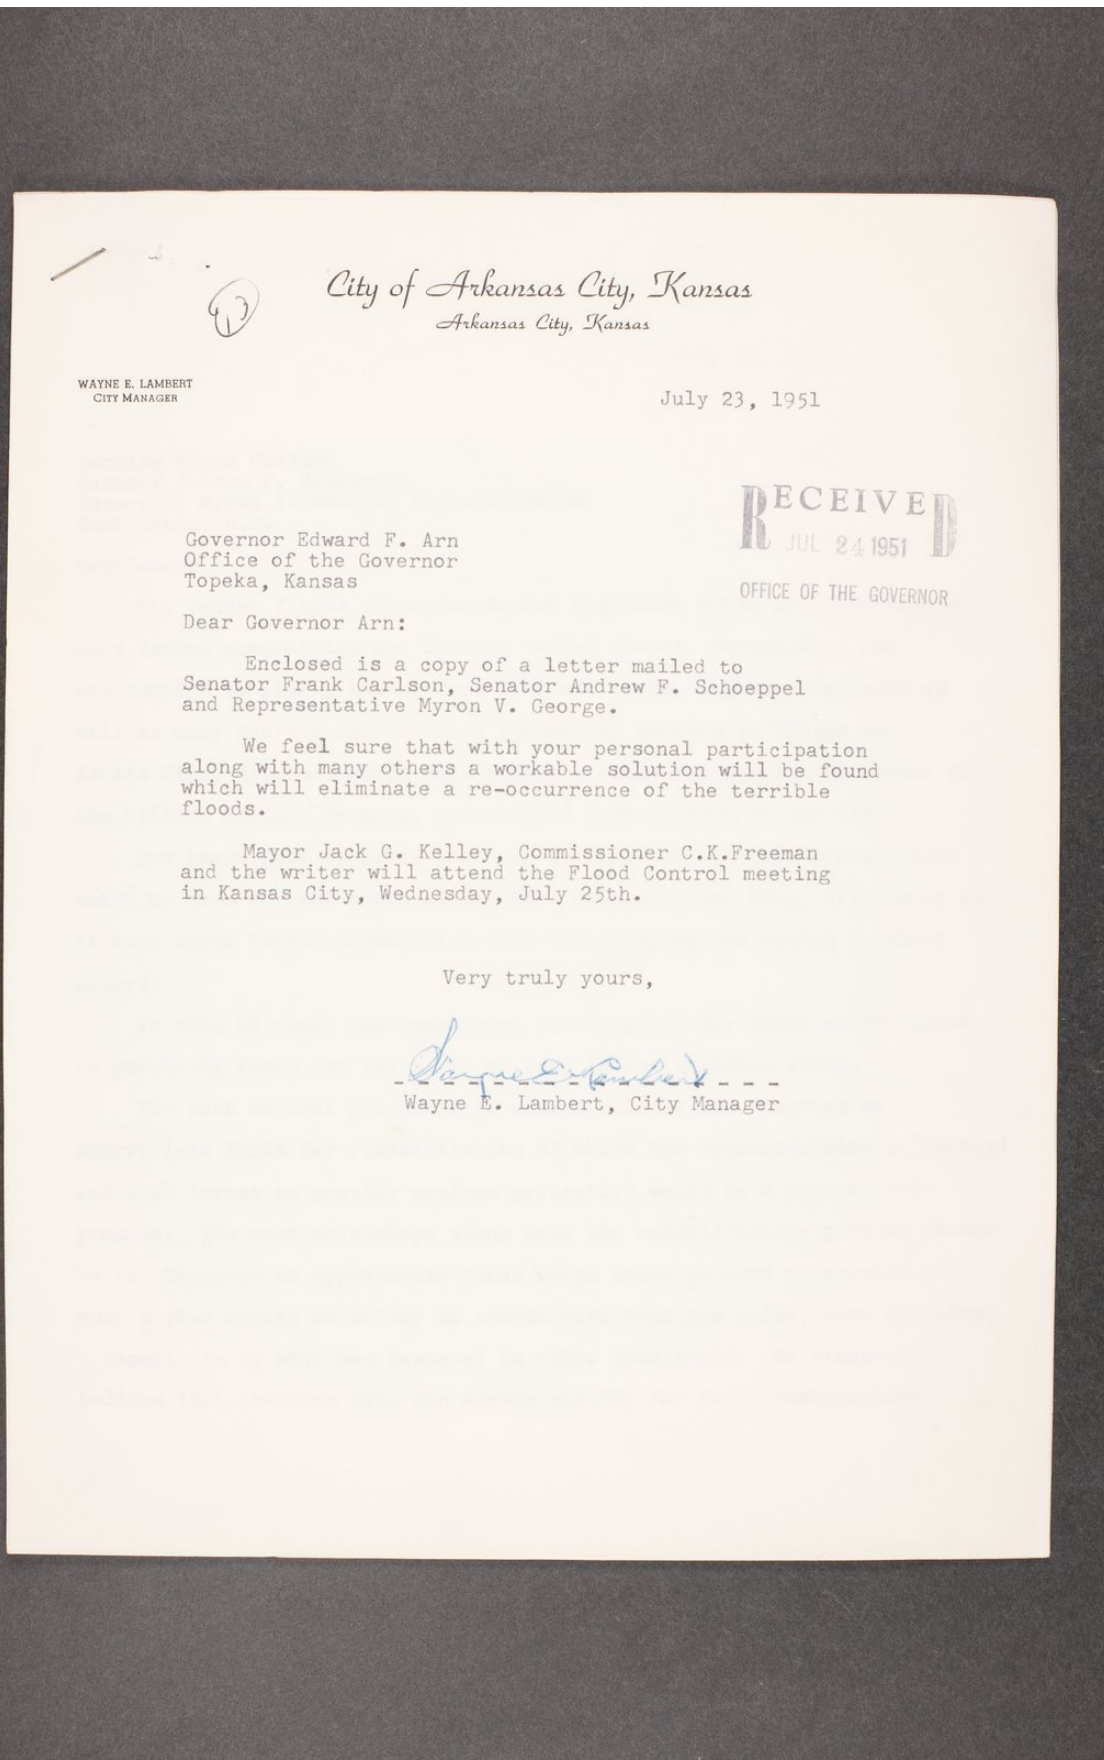 City of Arkansas City, Kansas
Arkansas City, Kansas
WAYNE E. LAMBERT
CITY MANAGER
July 23, 1951
RECEIVED
JUL 24 1951
OFFICE OF THE GOVERNOR
Governor Edward F. Arn
Office of the Governor
Topeka, Kansas
Dear Governor Arn:
Enclosed is a copy of a letter mailed to
Senator Frank Carlson, Senator Andrew F. Schoeppel
and Representative Myron V. George.
We feel sure that with your personal participation
along with many others a workable solution will be found
which will eliminate a re-occurrence of the terrible
floods.
Mayor Jack G. Kelley, Commissioner C.K.Freeman
and the writer will attend the Flood Control meeting
in Kansas City, Wednesday, July 25th.
Very truly yours,
Wayne E Lambert
Wayne E. Lambert, City Manager